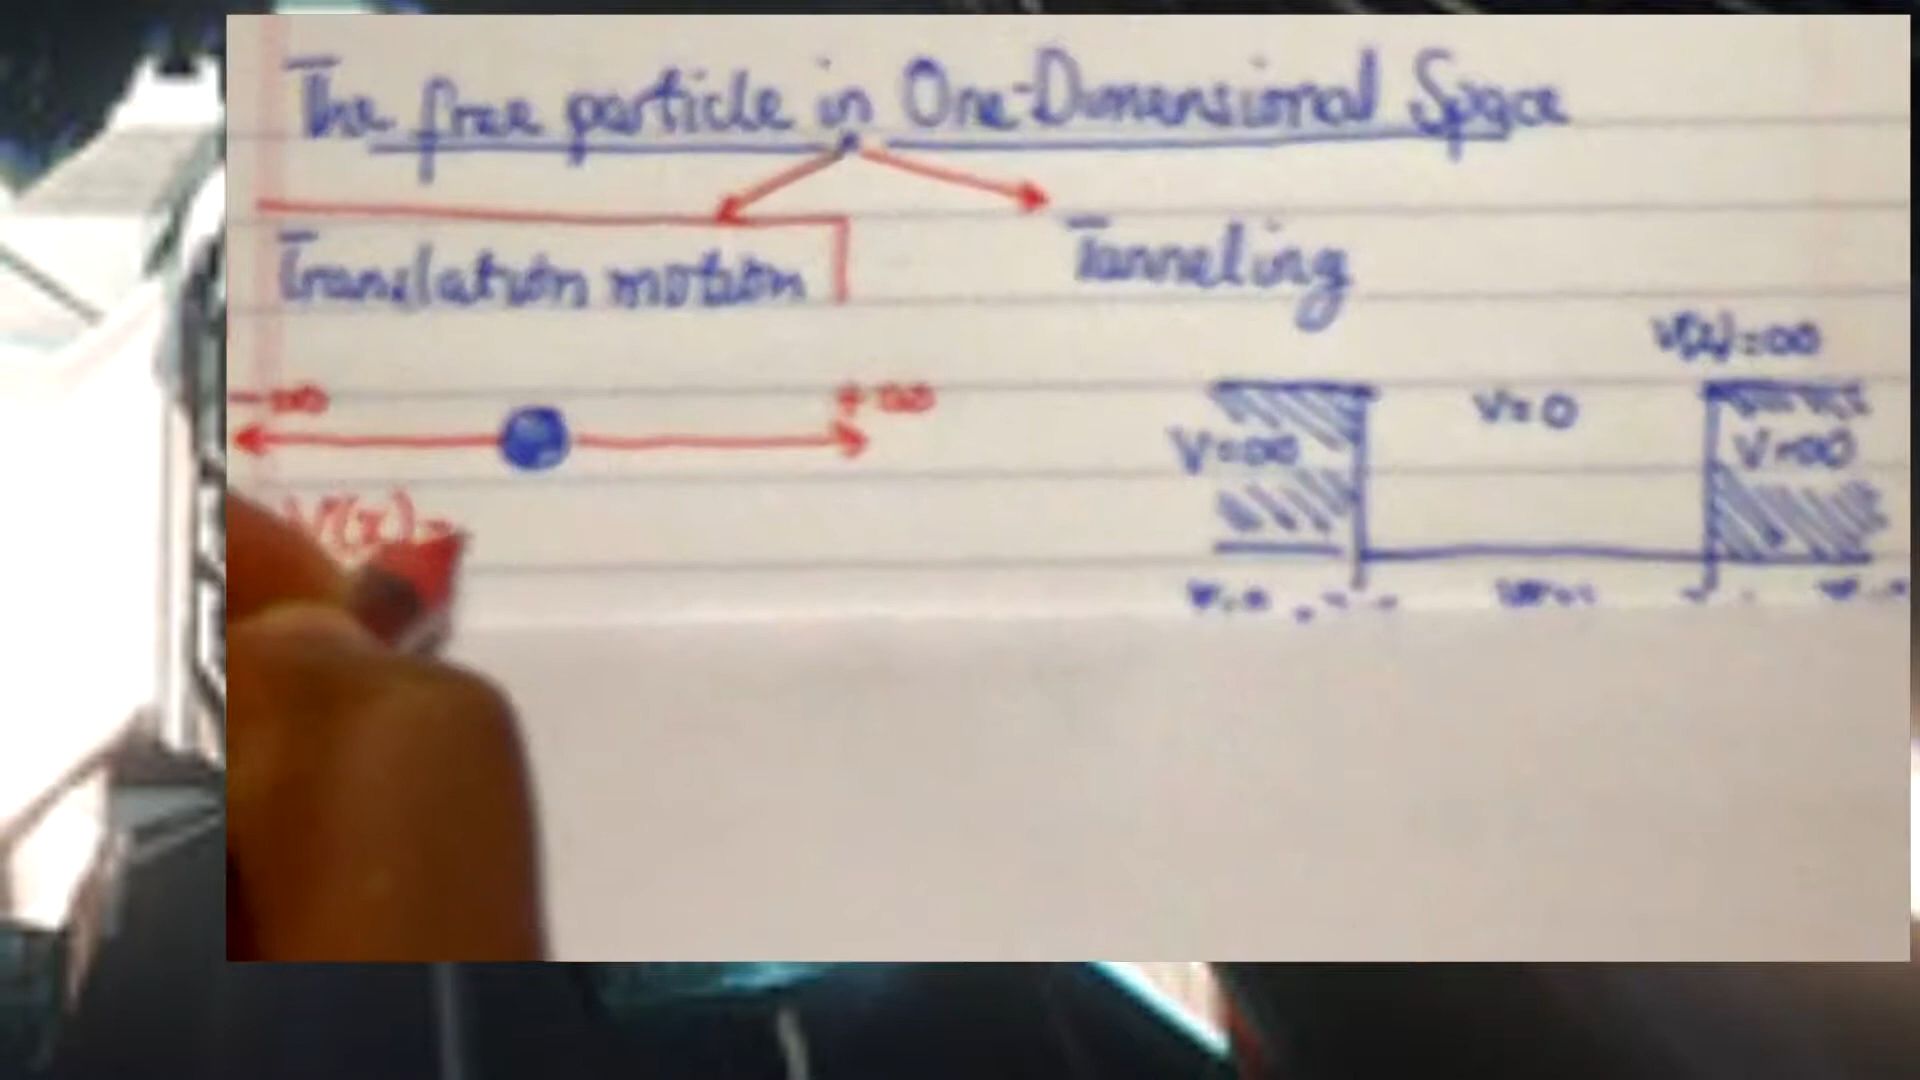 The free particle in One-Dimensional Space
Translation motion
Tunneling
V(x)=∞
-∞
+∞
V=0
V=∞
V=∞
V(x)=